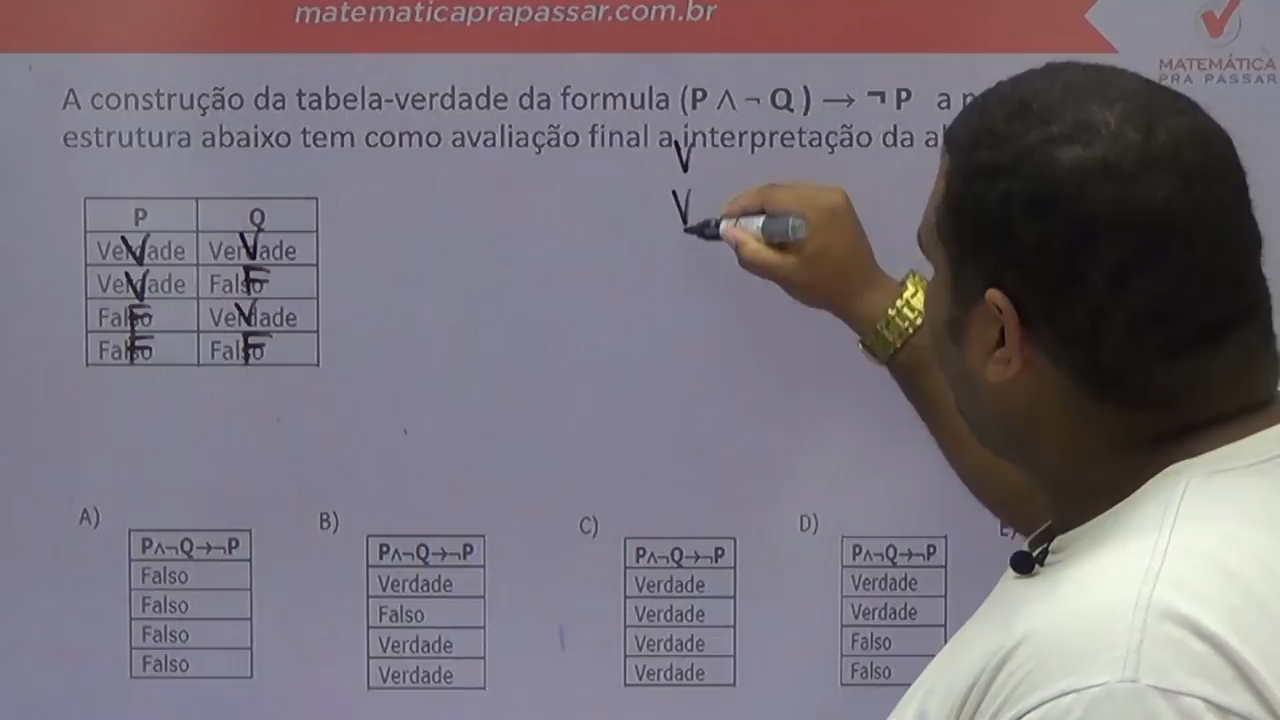 matematicaprapassar.com.br
MATEMÁTICA
PRA PASSAR
A construção da tabela-verdade da formula (P ∧ ¬ Q ) → ¬ P a
estrutura abaixo tem como avaliação final a interpretação da
V
V
P Q
Verdade Verdade
V V
Verdade Falso
V F
Falso Verdade
F V
Falso Falso
F F
A) B) C) D) E)
P∧¬Q→¬P P∧¬Q→¬P P∧¬Q→¬P P∧¬Q→¬P
Falso Verdade Verdade Verdade
Falso Falso Verdade Verdade
Falso Verdade Verdade Falso
Falso Verdade Verdade Falso